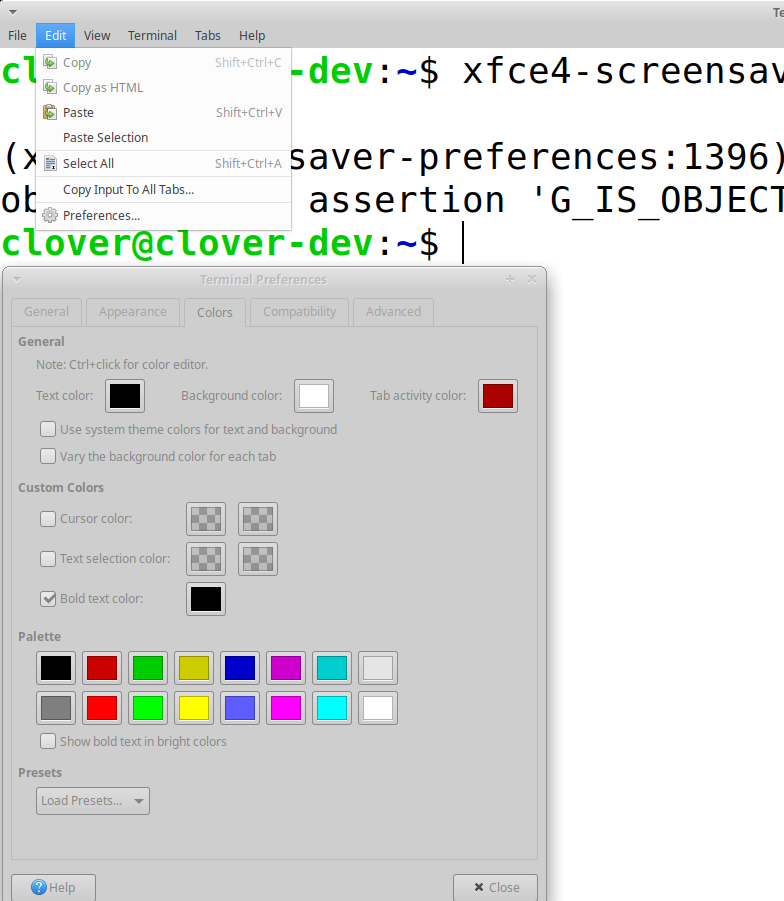 Te
File Edit View Terminal Tabs Help
Copy Shift+Ctrl+C
Copy as HTML
Paste Shift+Ctrl+V
Paste Selection
Select All Shift+Ctrl+A
Copy Input To All Tabs...
Preferences...
cl -dev:~$ xfce4-screensav
(x saver-preferences:1396)
ob assertion 'G_IS_OBJECT
clover@clover-dev:~$
Terminal Preferences
General Appearance Colors Compatibility Advanced
General
Note: Ctrl+click for color editor.
Text color: Background color: Tab activity color:
Use system theme colors for text and background
Vary the background color for each tab
Custom Colors
Cursor color:
Text selection color:
Bold text color:
Palette
Show bold text in bright colors
Presets
Load Presets...
Help Close